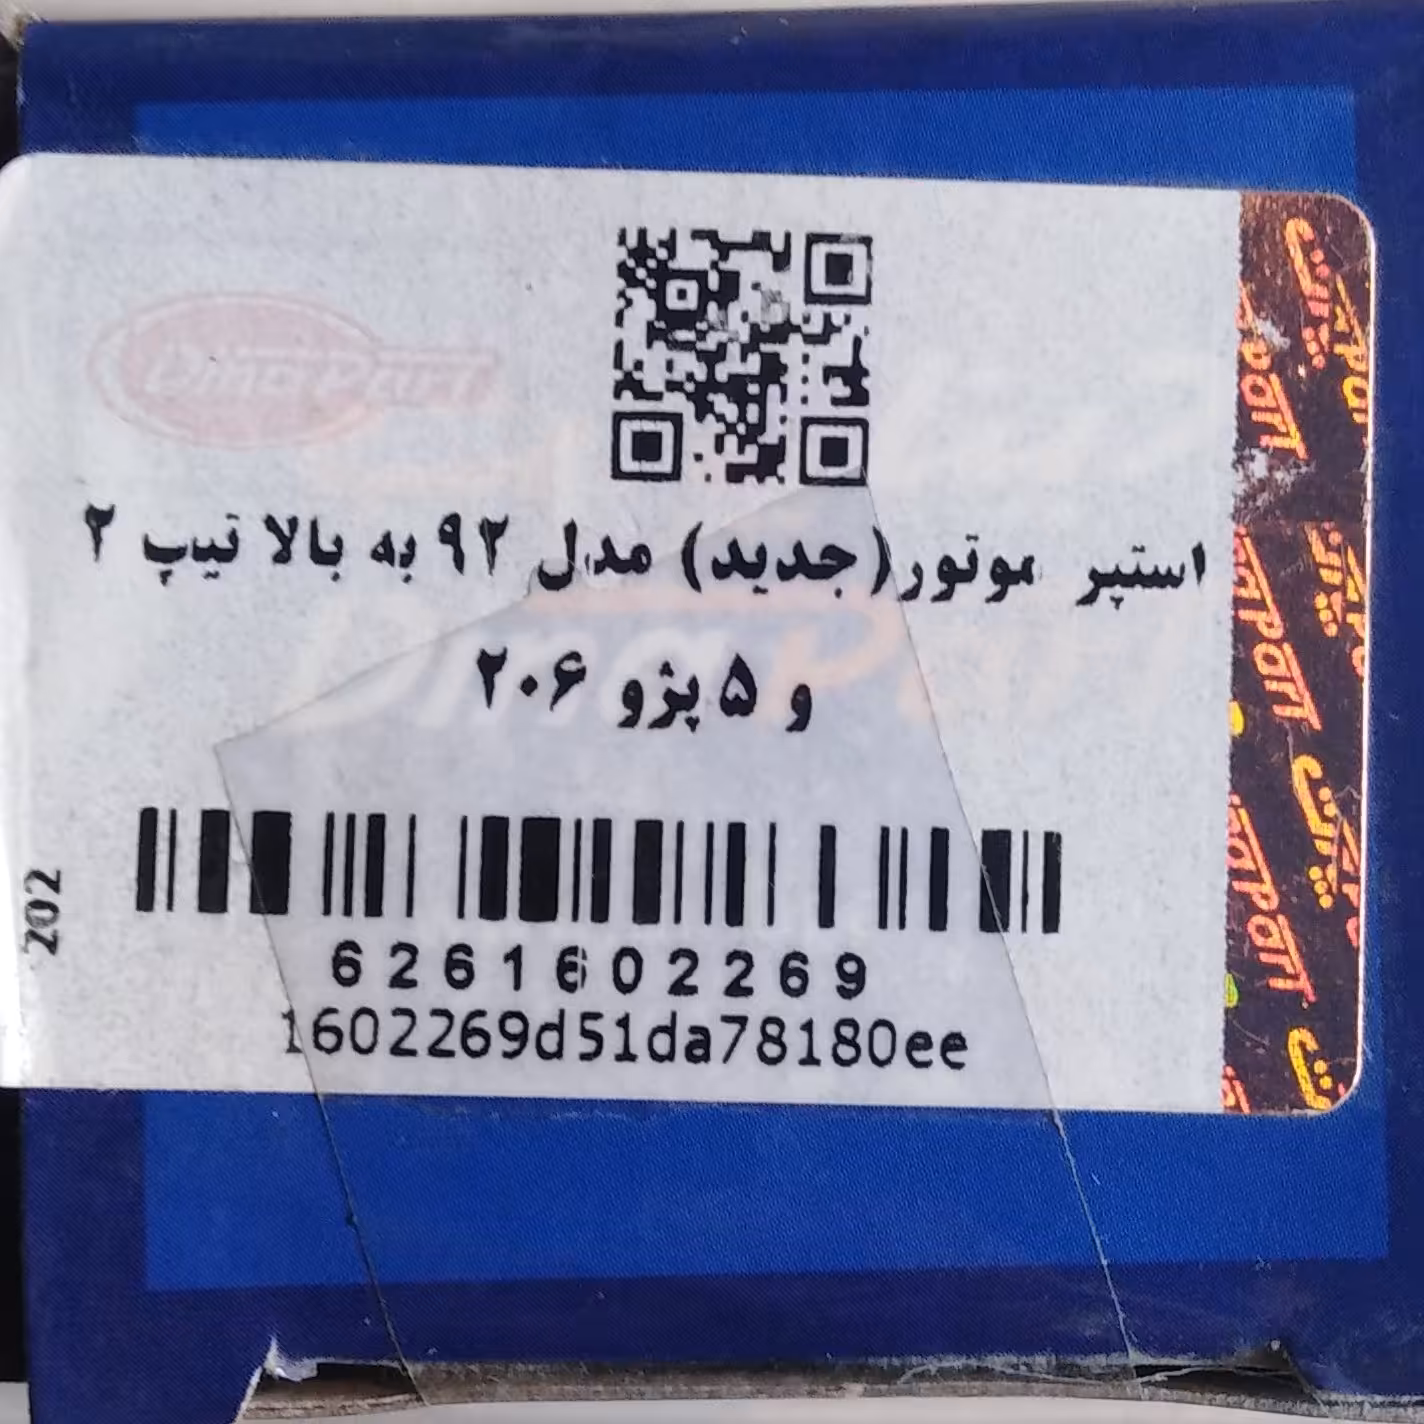 استپر موتور(جدید) مدل ۹۲ به بالا تیپ ۲
و ۵ پژو ۲۰۶
6261602269
1602269d51da78180ee
202